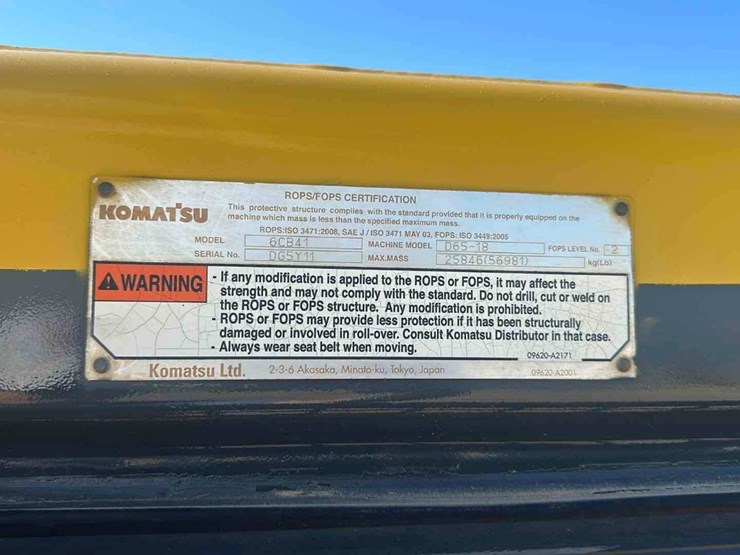 ROPS/FOPS CERTIFICATION
KOMATSU
This protective structure complies with the standard provided that it is properly equipped on the
machine which mass is less than the specified maximum mass.
ROPS:ISO 3471:2008, SAE J / ISO 3471 MAY 03, FOPS: ISO 3449:2005
MODEL 6CB41 MACHINE MODEL D65-18 FOPS LEVEL No. 2
SERIAL No. DG5Y11 MAX.MASS 25846(56981) kg(Lb)
WARNING
- If any modification is applied to the ROPS or FOPS, it may affect the
strength and may not comply with the standard. Do not drill, cut or weld on
the ROPS or FOPS structure. Any modification is prohibited.
- ROPS or FOPS may provide less protection if it has been structurally
damaged or involved in roll-over. Consult Komatsu Distributor in that case.
- Always wear seat belt when moving.
09620-A2171
Komatsu Ltd. 2-3-6 Akasaka, Minato-ku, Tokyo, Japan 09620-A2001